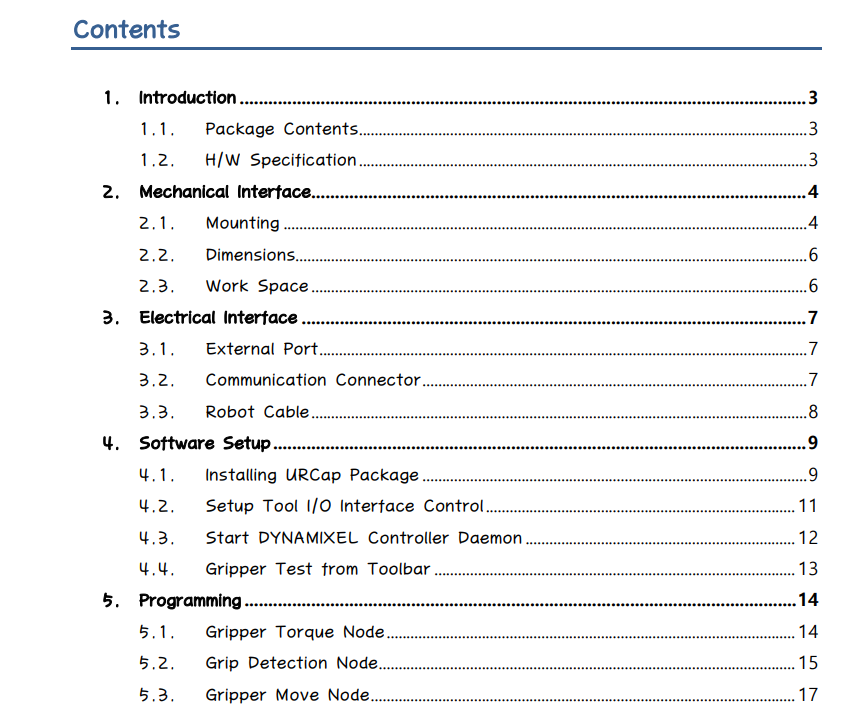 Contents
1. Introduction 3
1.1. Package Contents 3
1.2. H/W Specification 3
2. Mechanical Interface 4
2.1. Mounting 4
2.2. Dimensions 6
2.3. Work Space 6
3. Electrical Interface 7
3.1. External Port 7
3.2. Communication Connector 7
3.3. Robot Cable 8
4. Software Setup 9
4.1. Installing URCap Package 9
4.2. Setup Tool I/O Interface Control 11
4.3. Start DYNAMIXEL Controller Daemon 12
4.4. Gripper Test from Toolbar 13
5. Programming 14
5.1. Gripper Torque Node 14
5.2. Grip Detection Node 15
5.3. Gripper Move Node 17